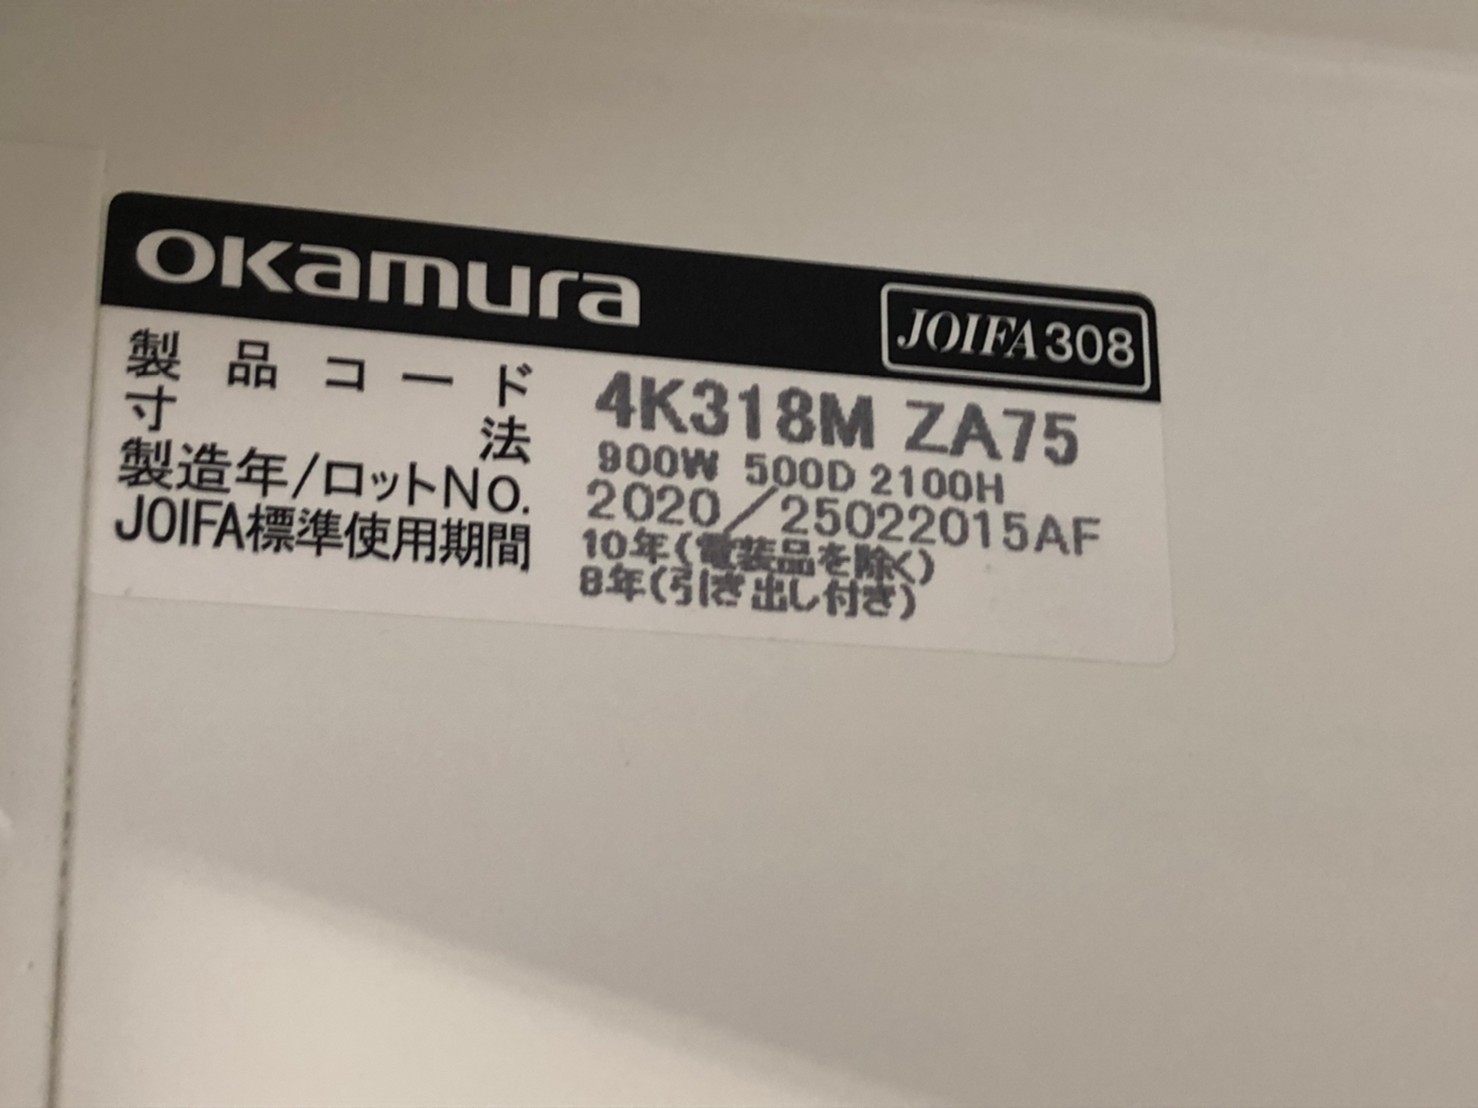 okamura
JOIFA308
製品コード 4K318M ZA75
寸法 900W 500D 2100H
製造年/ロットNo. 2020／25022015AF
JOIFA標準使用期間 10年(電装品を除く)
8年(引き出し付き)